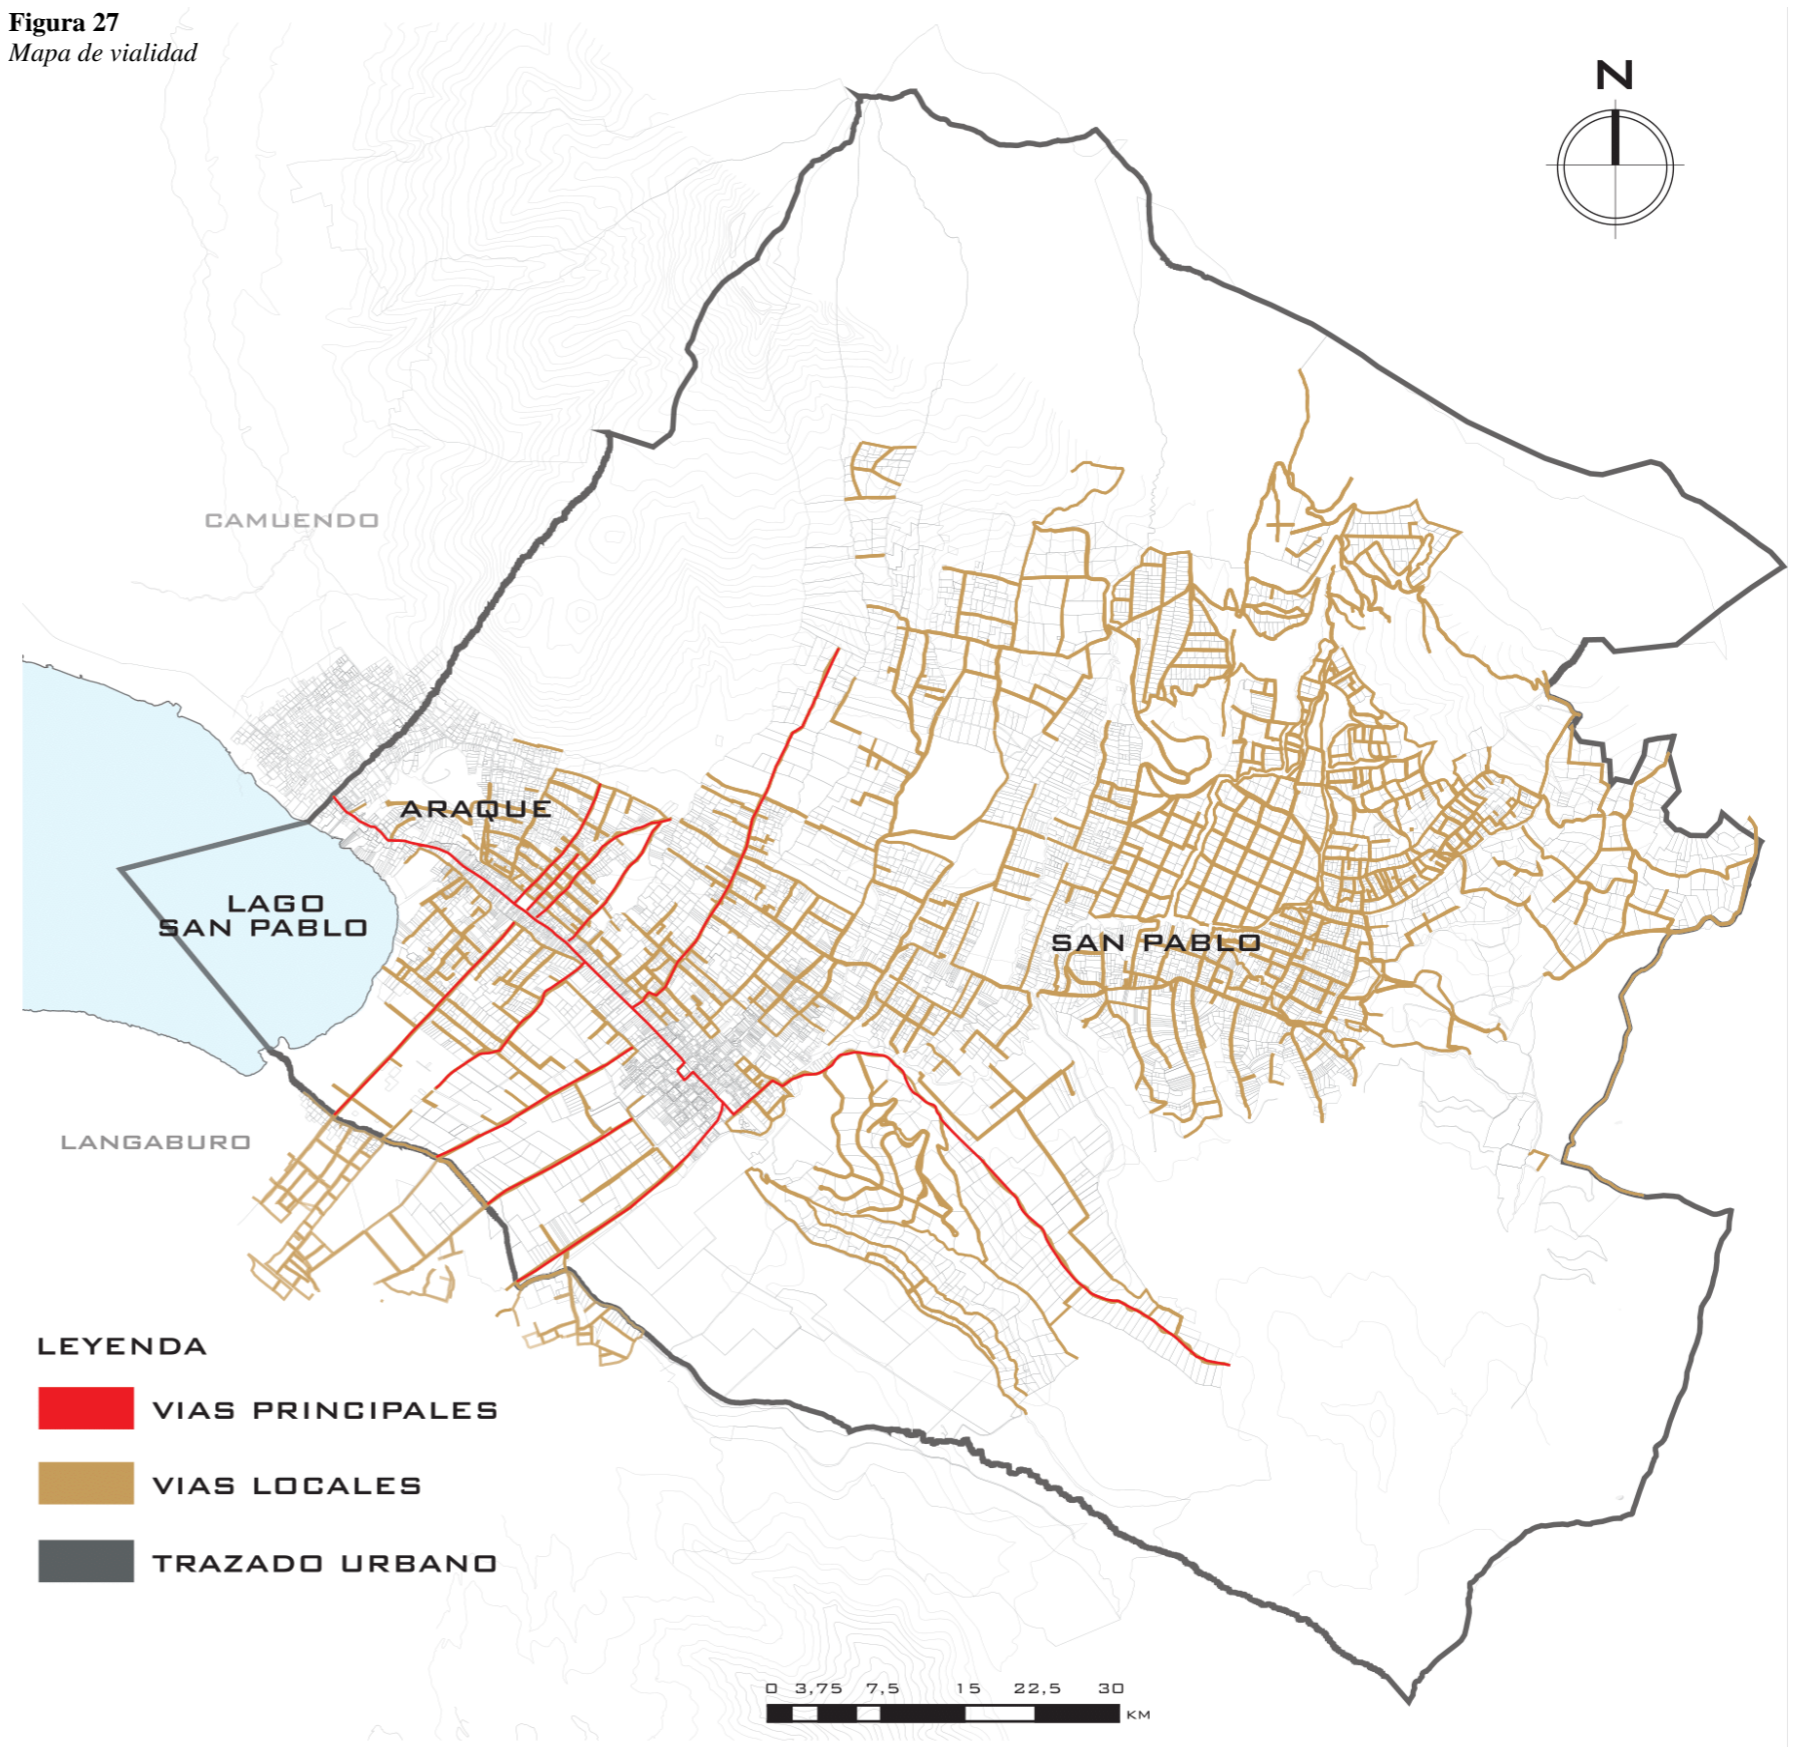 Figura 27
Mapa de vialidad
N
CAMUENDO
ARAQUE
LAGO
SAN PABLO
SAN PABLO
LANGABURO
LEYENDA
VIAS PRINCIPALES
VIAS LOCALES
TRAZADO URBANO
0 3,75 7,5 15 22,5 30
KM